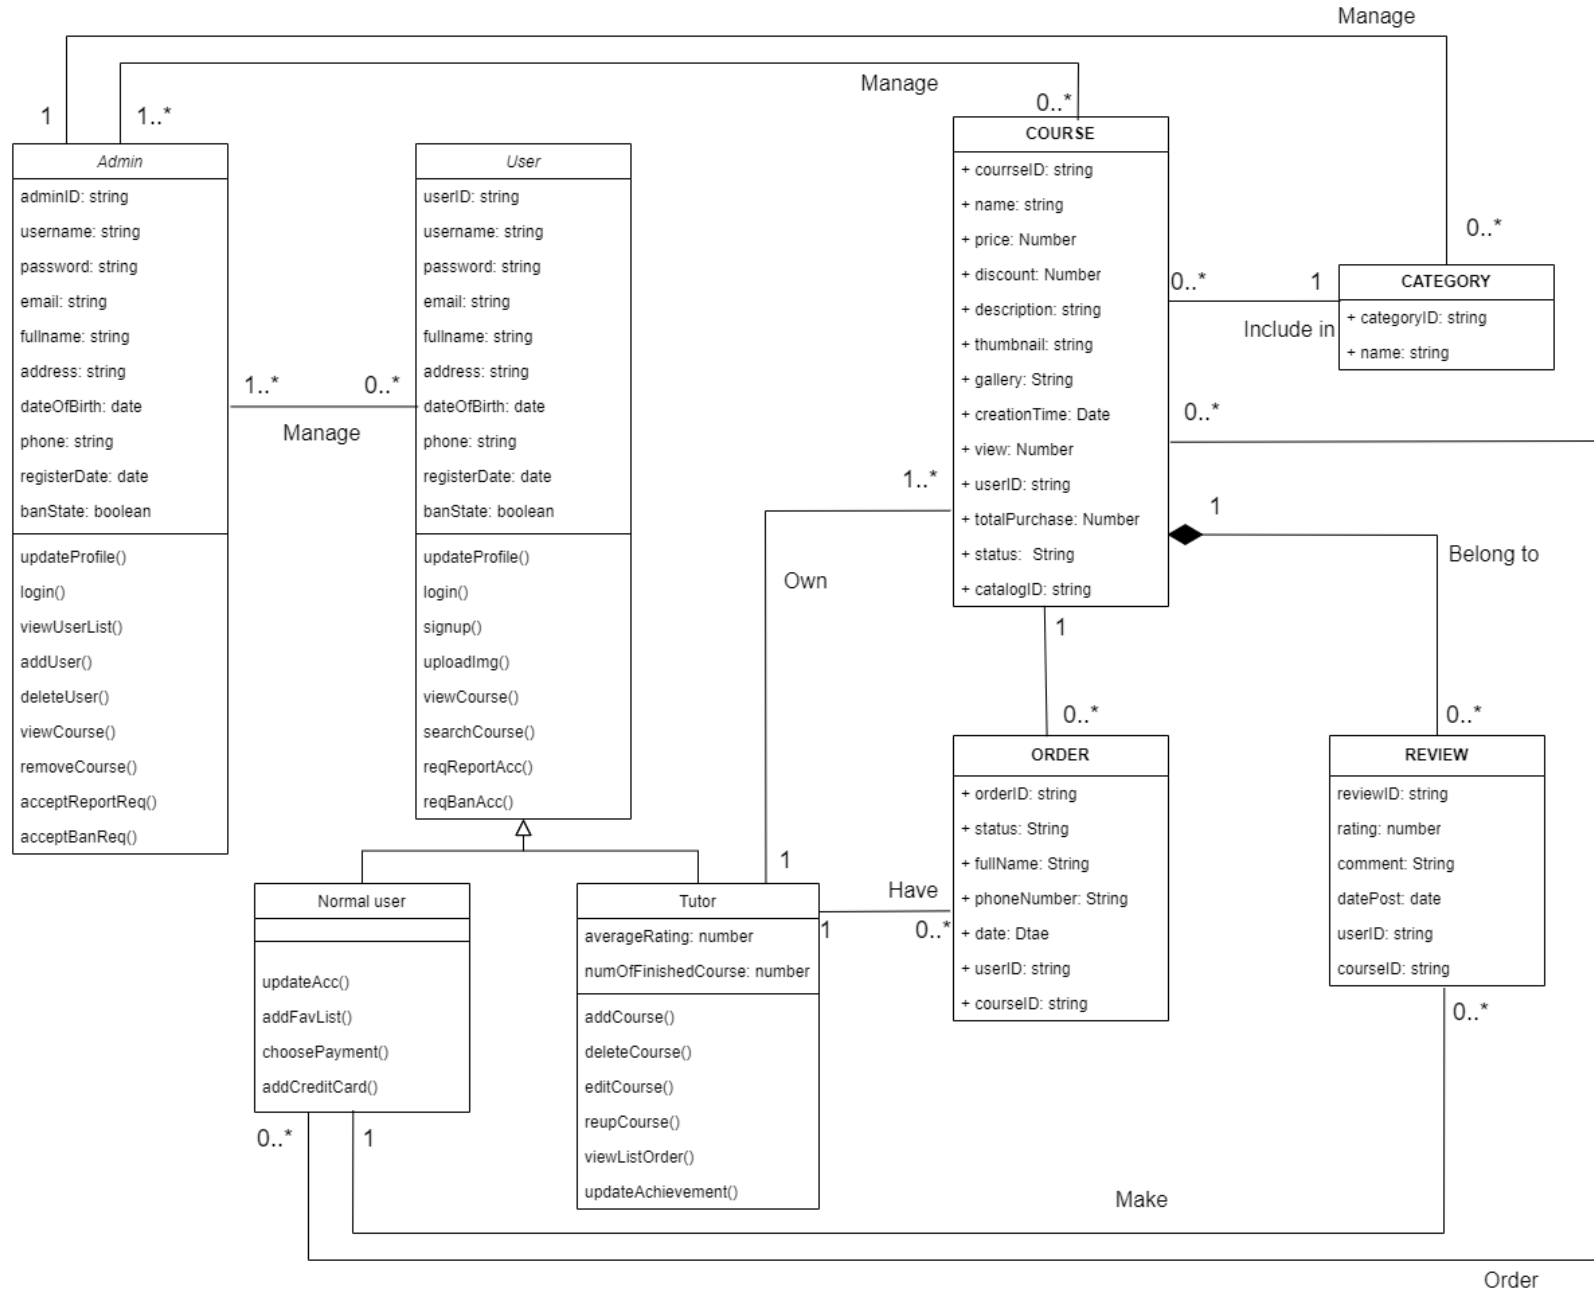 Manage
Manage
1
1..*
0..*
Admin
adminID: string
username: string
password: string
email: string
fullname: string
address: string
dateOfBirth: date
phone: string
registerDate: date
banState: boolean
updateProfile()
login()
viewUserList()
addUser()
deleteUser()
viewCourse()
removeCourse()
acceptReportReq()
acceptBanReq()
1..*
0..*
Manage
User
userID: string
username: string
password: string
email: string
fullname: string
address: string
dateOfBirth: date
phone: string
registerDate: date
banState: boolean
updateProfile()
login()
signup()
uploadImg()
viewCourse()
searchCourse()
reqReportAcc()
reqBanAcc()
COURSE
+ courrseID: string
+ name: string
+ price: Number
+ discount: Number
+ description: string
+ thumbnail: string
+ gallery: String
+ creationTime: Date
+ view: Number
+ userID: string
+ totalPurchase: Number
+ status: String
+ catalogID: string
0..*
0..*
1
Include in
CATEGORY
+ categoryID: string
+ name: string
0..*
1..*
Own
1
1
Belong to
0..*
1
0..*
Normal user
updateAcc()
addFavList()
choosePayment()
addCreditCard()
0..*
1
Tutor
averageRating: number
numOfFinishedCourse: number
addCourse()
deleteCourse()
editCourse()
reupCourse()
viewListOrder()
updateAchievement()
Have
1
0..*
ORDER
+ orderID: string
+ status: String
+ fullName: String
+ phoneNumber: String
+ date: Dtae
+ userID: string
+ courseID: string
REVIEW
reviewID: string
rating: number
comment: String
datePost: date
userID: string
courseID: string
0..*
Make
Order